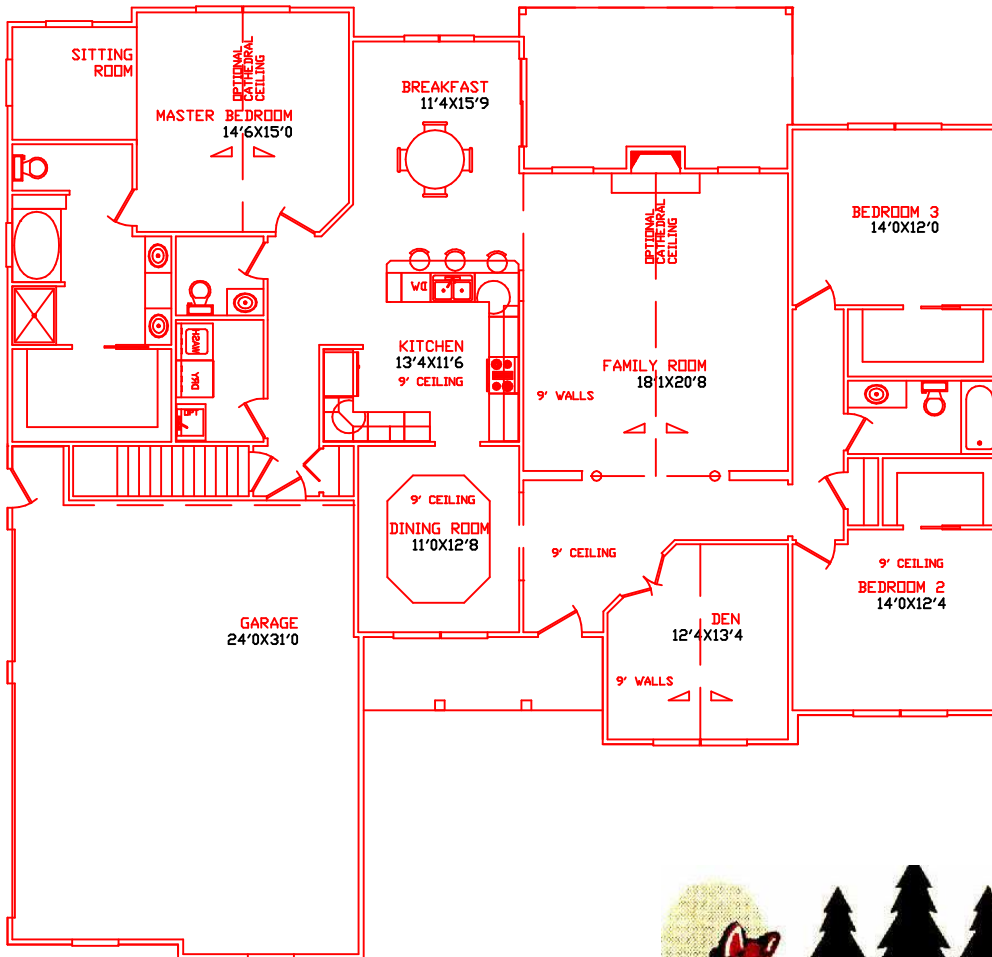 SITTING
ROOM
OPTIONAL
CATHEDRAL
CEILING
MASTER BEDROOM
14'6X15'0
BREAKFAST
11'4X15'9
OPTIONAL
CATHEDRAL
CEILING
BEDROOM 3
14'0X12'0
DW
KITCHEN
13'4X11'6
9' CEILING
FAMILY ROOM
18'1X20'8
9' WALLS
WASH
DRY
OPT
9' CEILING
DINING ROOM
11'0X12'8
9' CEILING
9' CEILING
BEDROOM 2
14'0X12'4
GARAGE
24'0X31'0
DEN
12'4X13'4
9' WALLS